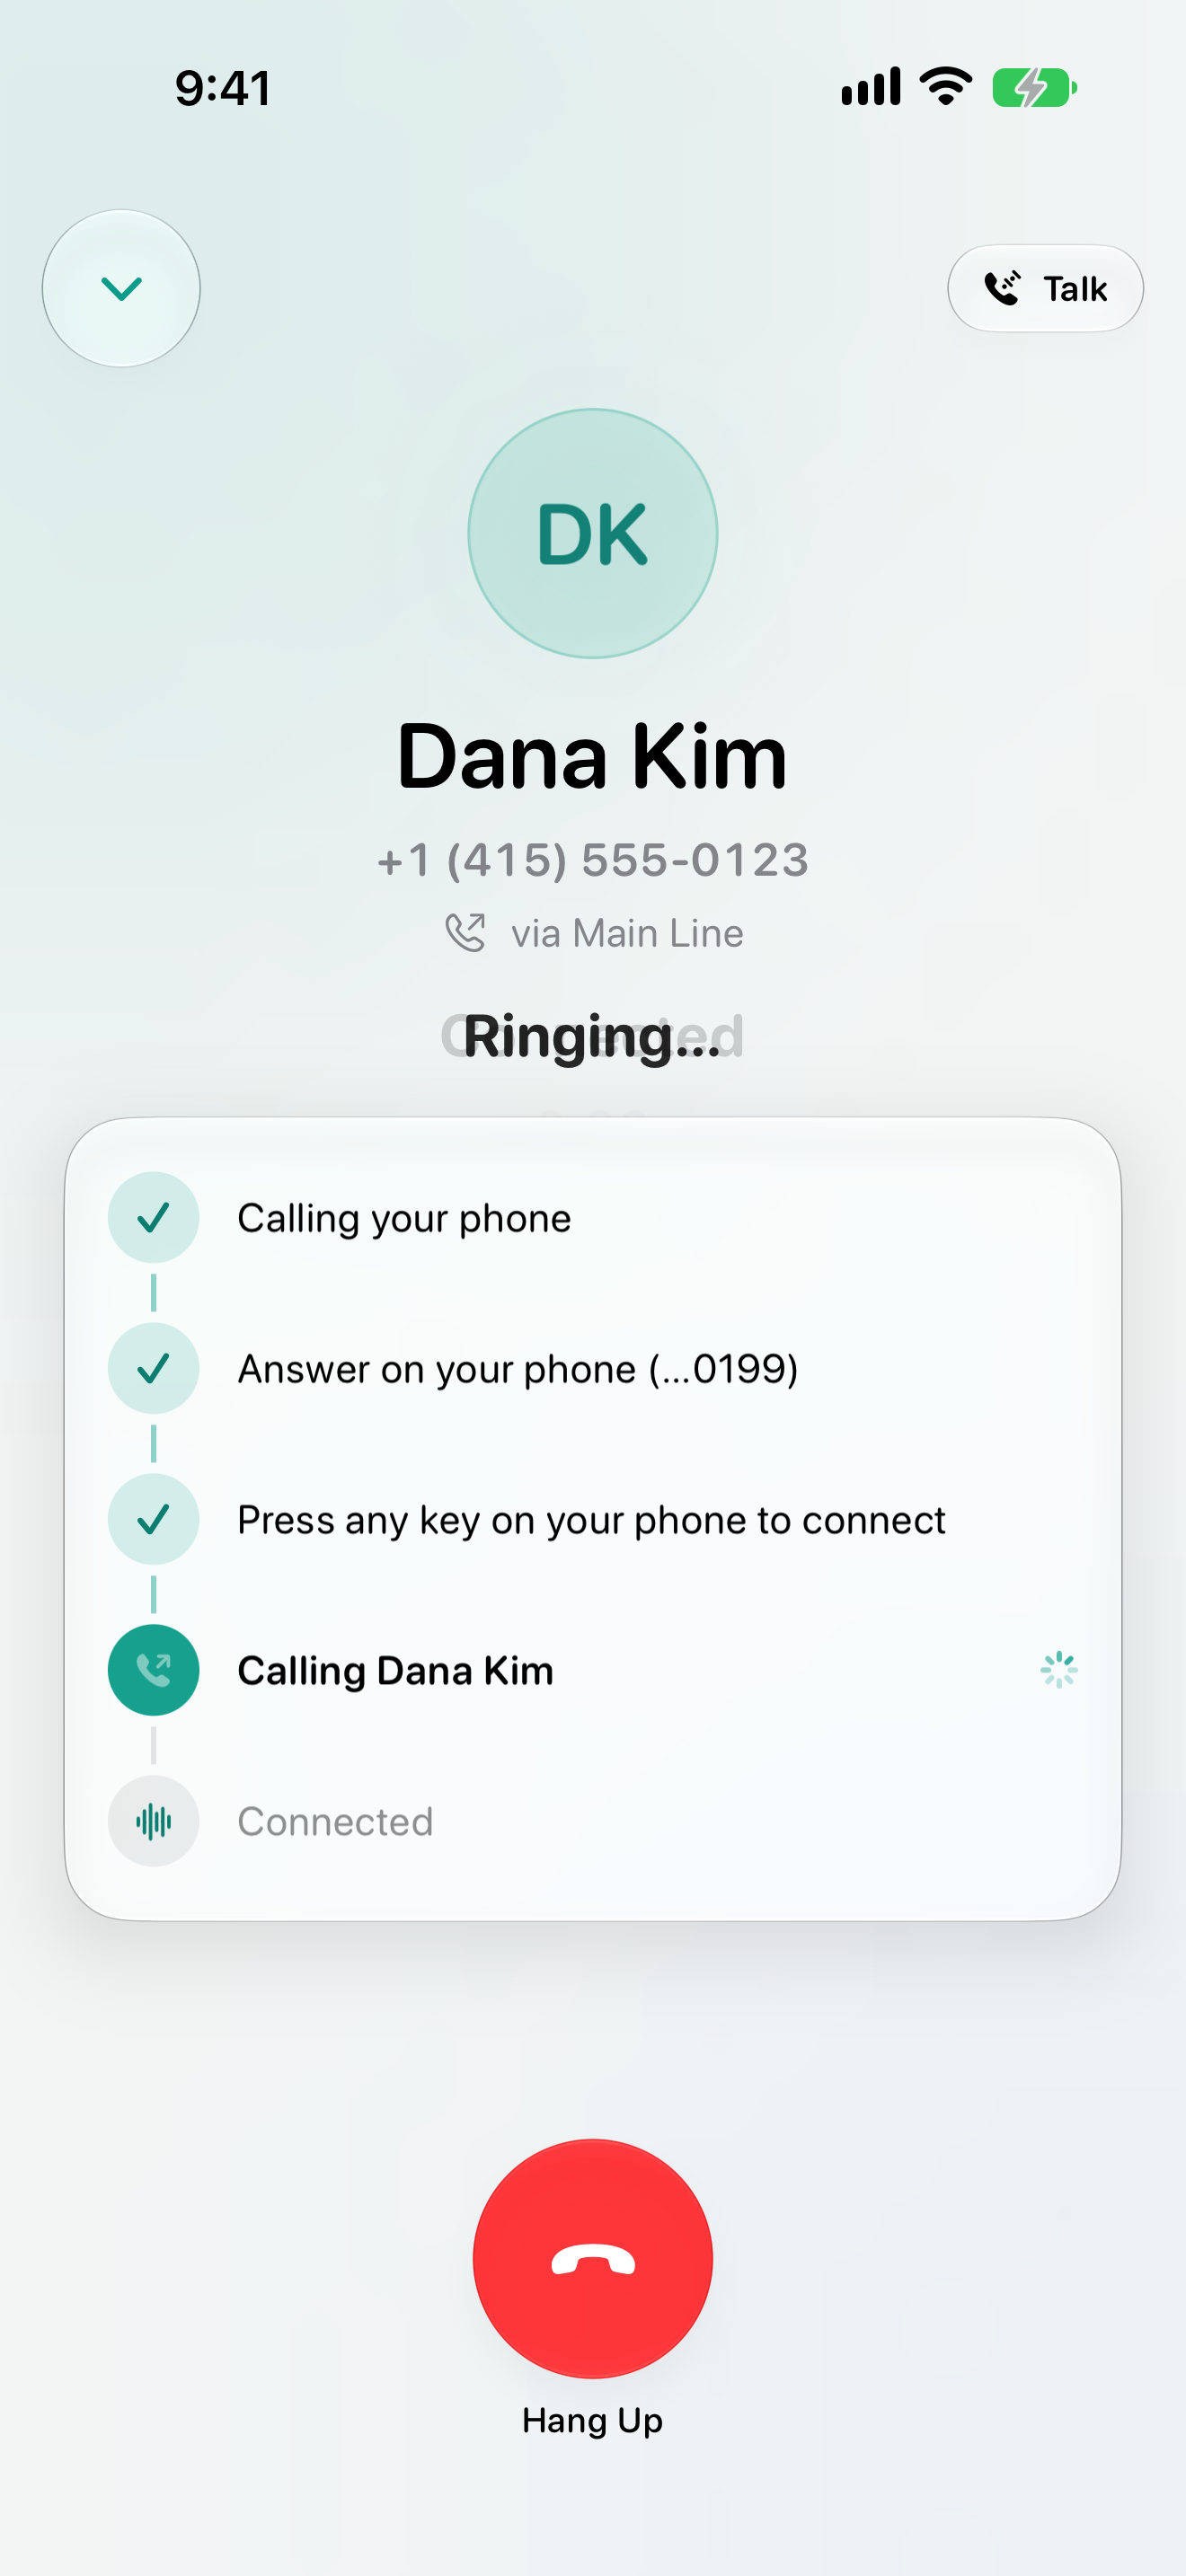 9:41
Talk
DK
Dana Kim
+1 (415) 555-0123
via Main Line
Ringing...
Calling your phone
Answer on your phone (...0199)
Press any key on your phone to connect
Calling Dana Kim
Connected
Hang Up